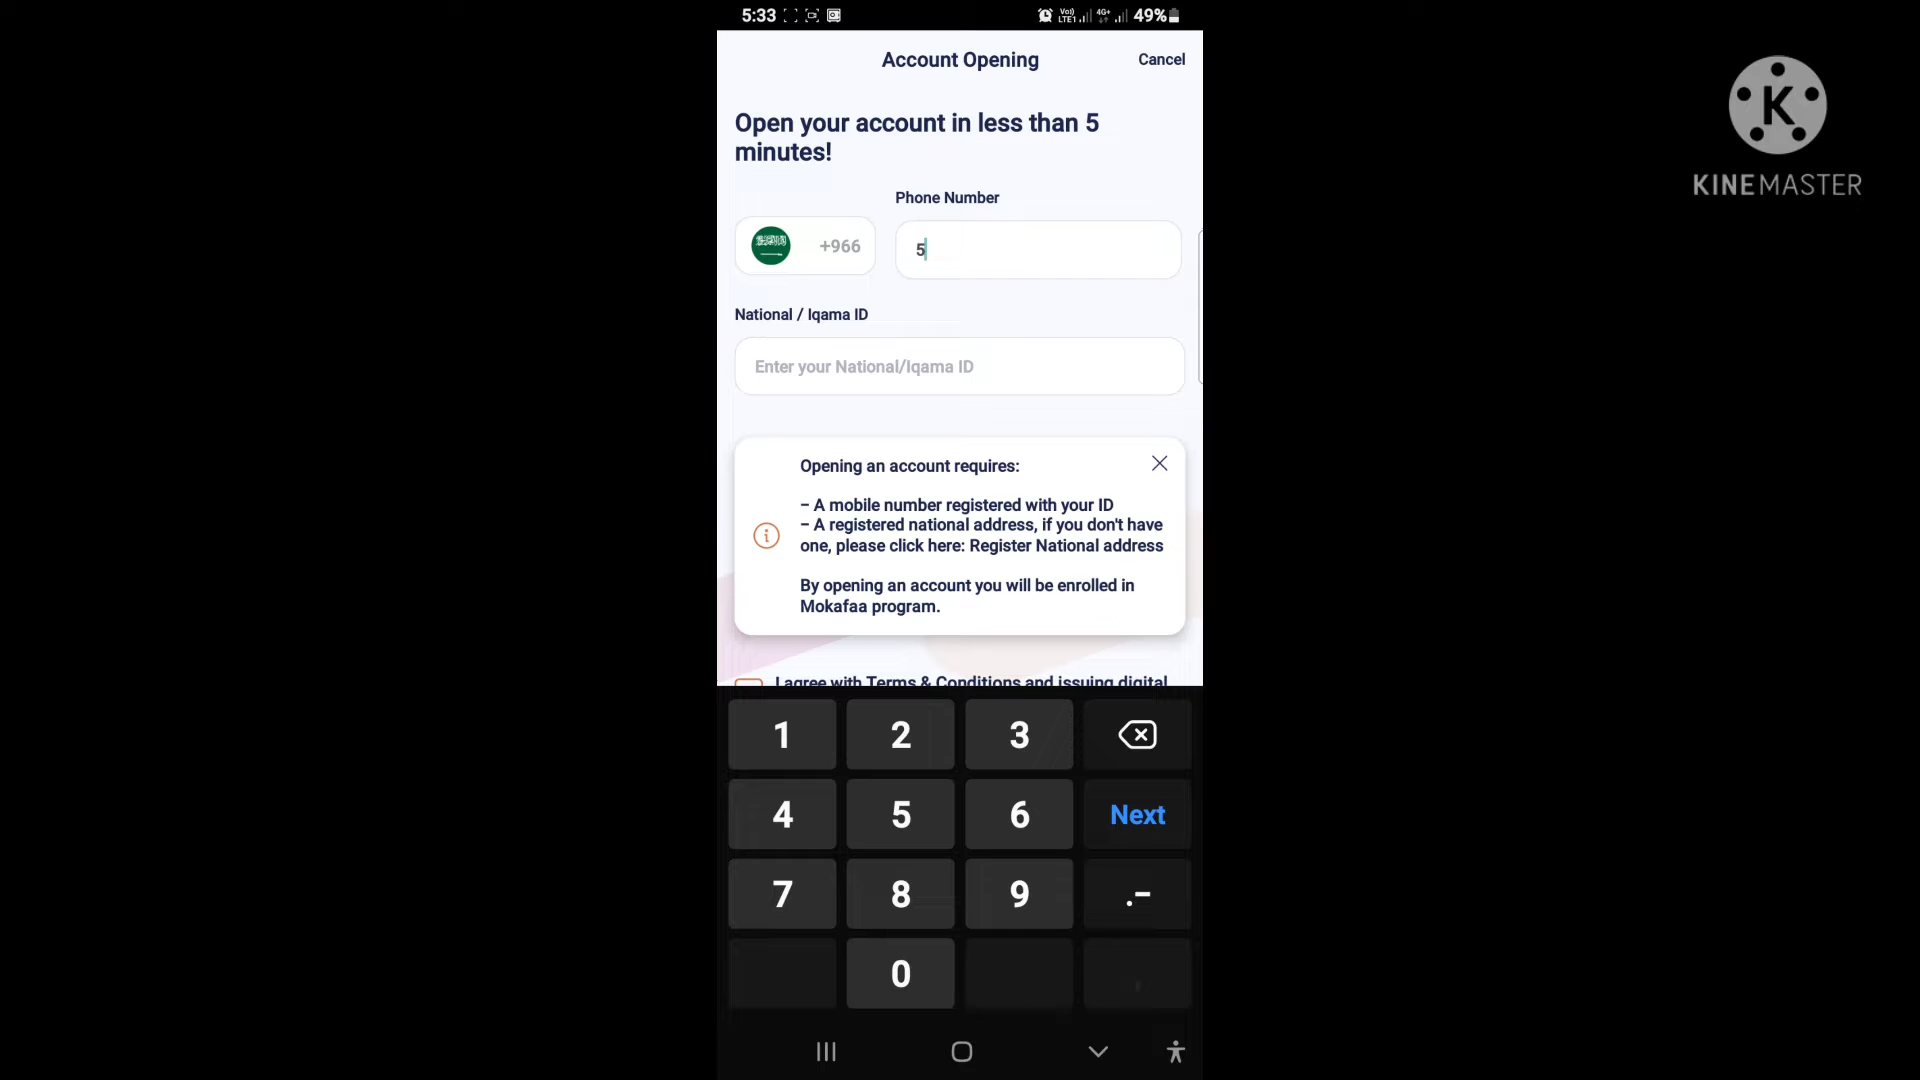 5:33
Vo))
LTE1
4G+
49%
Account Opening
Cancel
Open your account in less than 5
minutes!
Phone Number
+966
5
National / Iqama ID
Enter your National/Iqama ID
Opening an account requires:
– A mobile number registered with your ID
– A registered national address, if you don't have
one, please click here: Register National address
By opening an account you will be enrolled in
Mokafaa program.
I agree with Terms & Conditions and issuing digital
1 2 3
4 5 6 Next
7 8 9 .–
0 ,
K
KINEMASTER